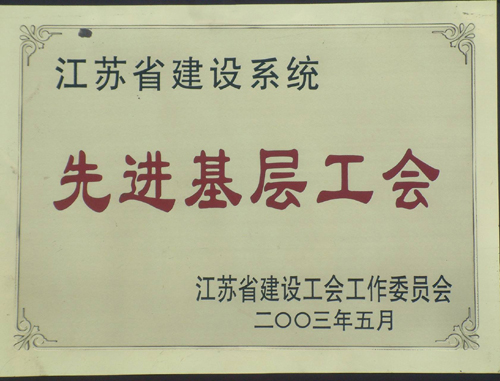 江苏省建设系统
先进基层工会
江苏省建设工会工作委员会
二〇〇三年五月